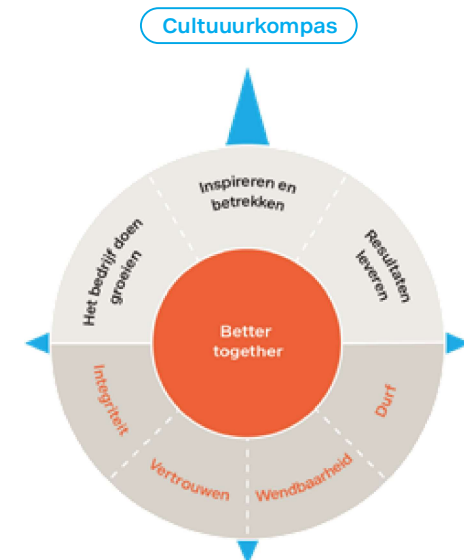 Cultuuurkompas
Inspireren en
betrekken
Het bedrijf doen
groeien
Resultaten
leveren
Better
together
Integriteit
Vertrouwen
Wendbaarheid
Durf